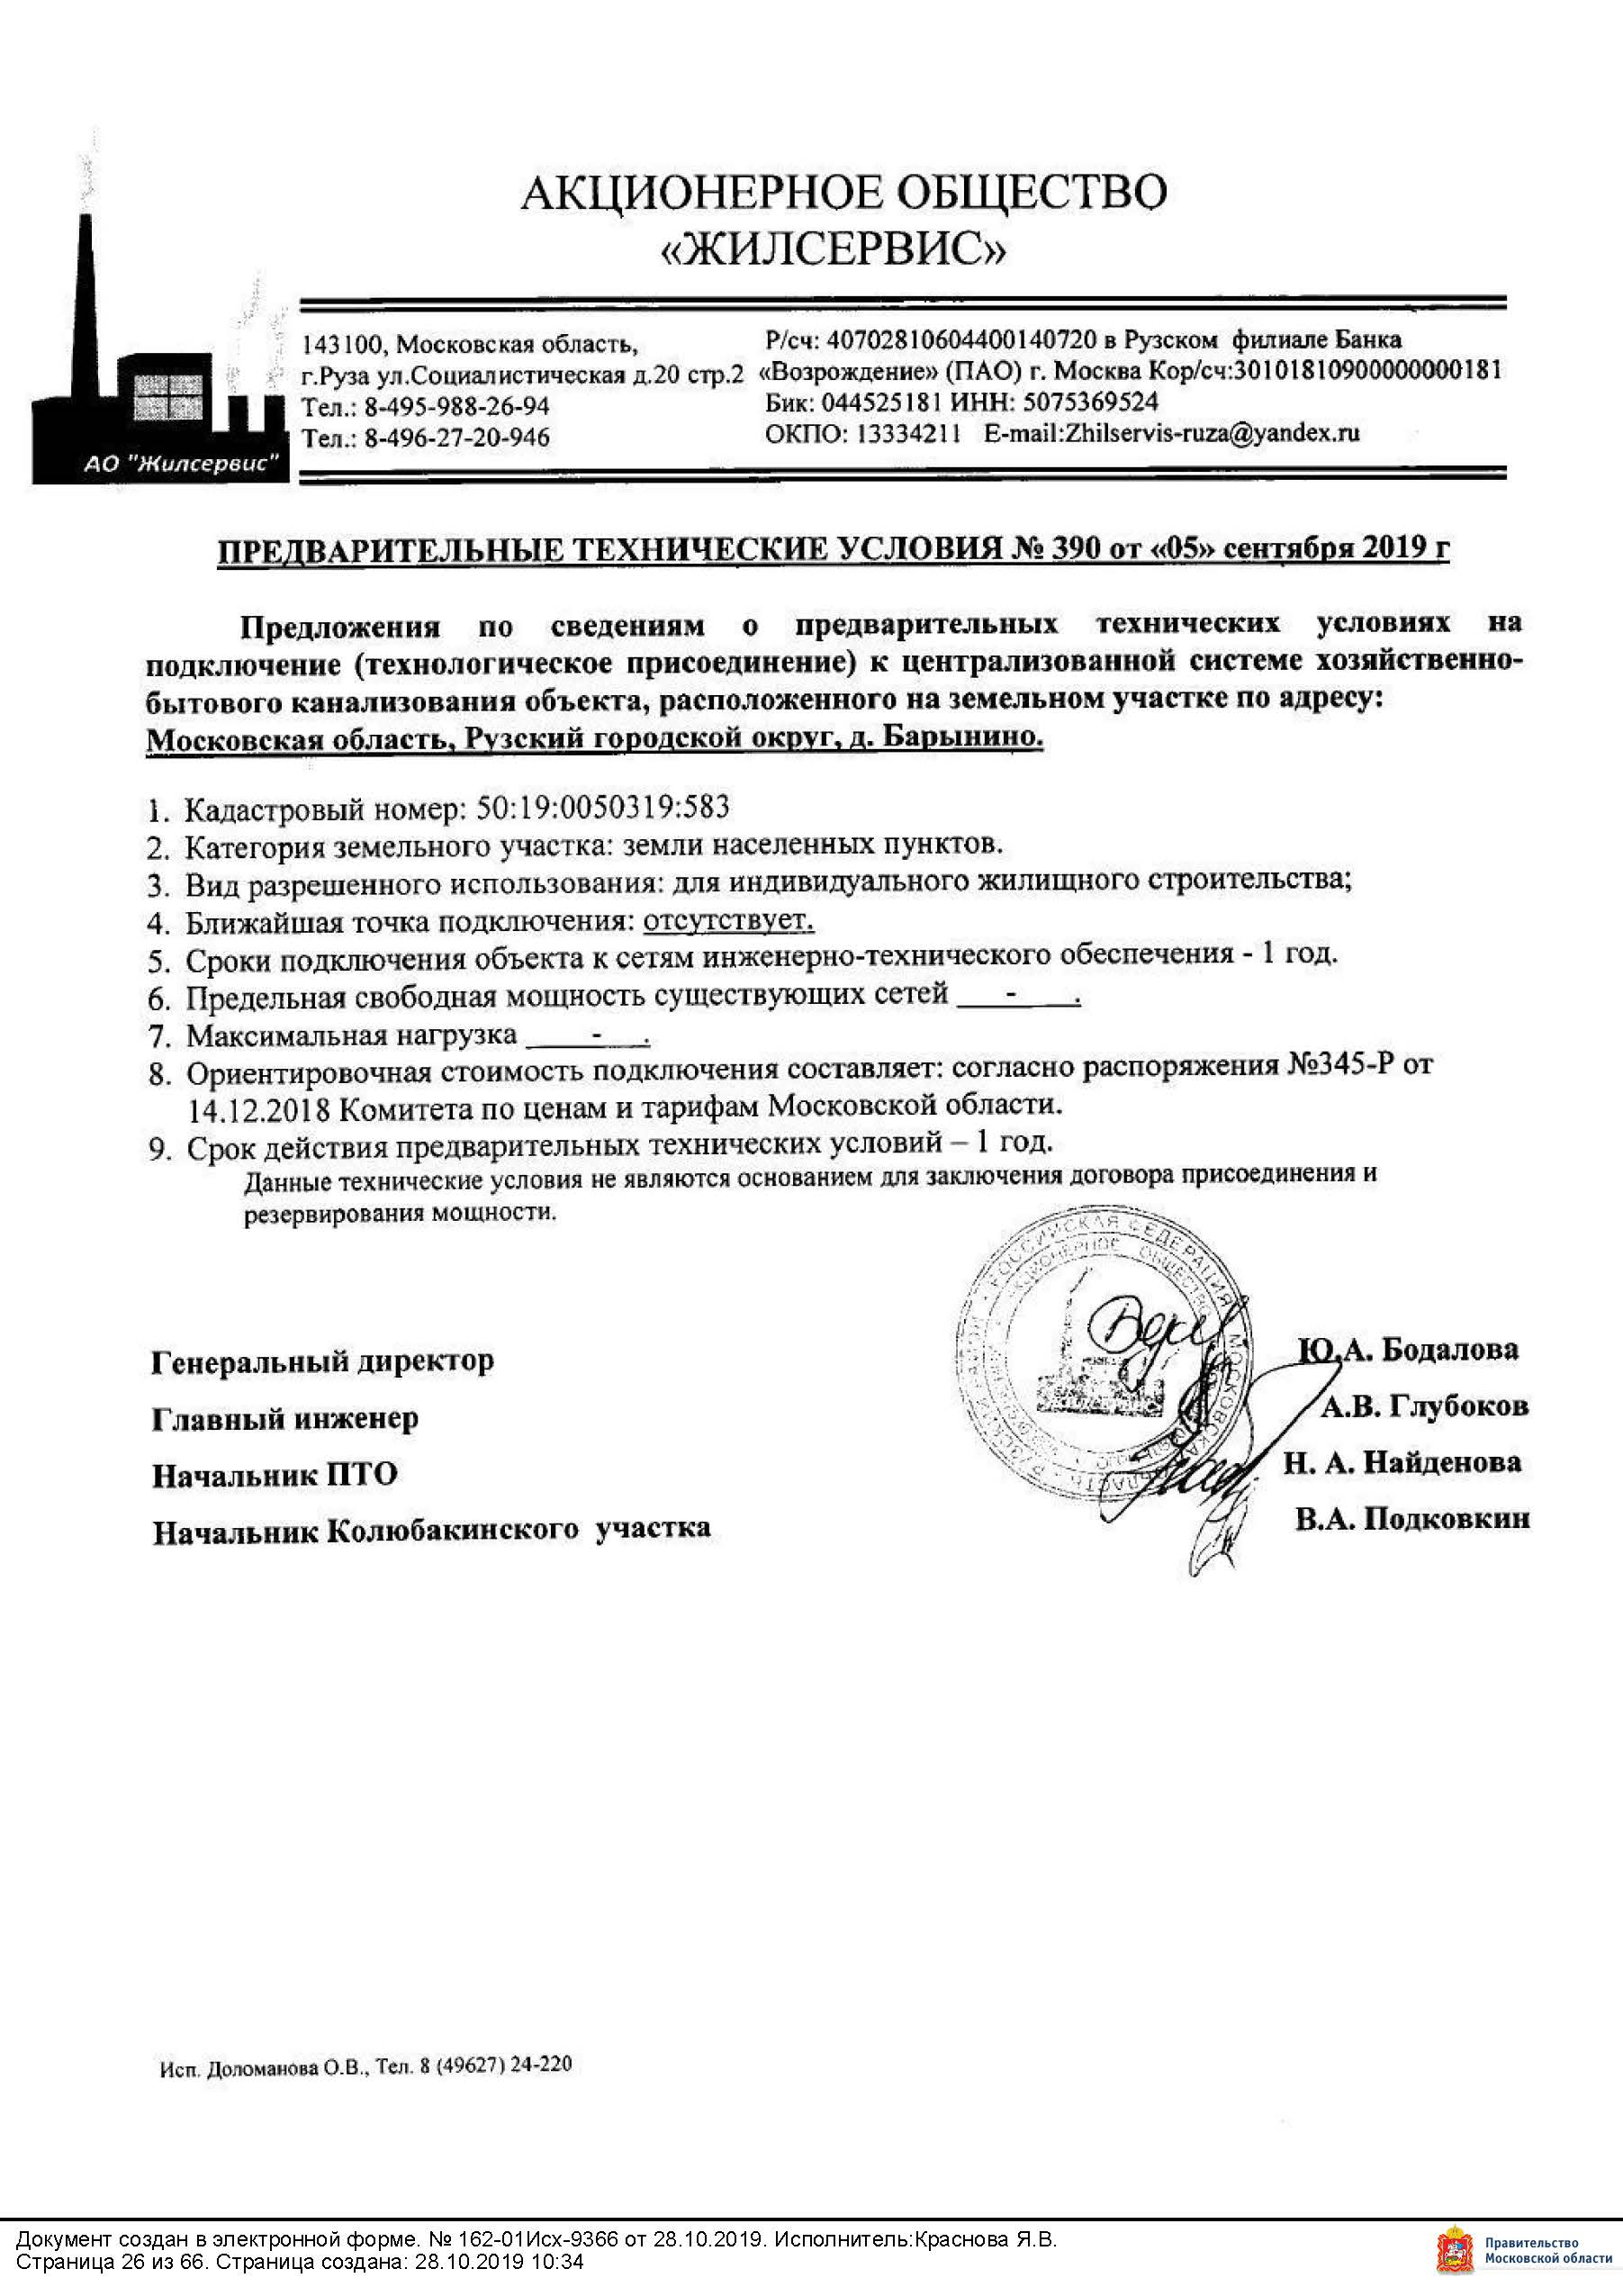 АКЦИОНЕРНОЕ ОБЩЕСТВО
«ЖИЛСЕРВИС»
143100, Московская область,
г.Руза ул.Социалистическая д.20 стр.2
Тел.: 8-495-988-26-94
Тел.: 8-496-27-20-946
Р/сч: 40702810604400140720 в Рузском филиале Банка
«Возрождение» (ПАО) г. Москва Кор/сч:30101810900000000181
Бик: 044525181 ИНН: 5075369524
ОКПО: 13334211 E-mail:Zhilservis-ruza@yandex.ru
АО "Жилсервис"
ПРЕДВАРИТЕЛЬНЫЕ ТЕХНИЧЕСКИЕ УСЛОВИЯ № 390 от «05» сентября 2019 г
Предложения по сведениям о предварительных технических условиях на
подключение (технологическое присоединение) к централизованной системе хозяйственно-
бытового канализования объекта, расположенного на земельном участке по адресу:
Московская область, Рузский городской округ, д. Барынино.
1. Кадастровый номер: 50:19:0050319:583
2. Категория земельного участка: земли населенных пунктов.
3. Вид разрешенного использования: для индивидуального жилищного строительства;
4. Ближайшая точка подключения: отсутствует.
5. Сроки подключения объекта к сетям инженерно-технического обеспечения - 1 год.
6. Предельная свободная мощность существующих сетей ___-___.
7. Максимальная нагрузка ____-___.
8. Ориентировочная стоимость подключения составляет: согласно распоряжения №345-Р от
14.12.2018 Комитета по ценам и тарифам Московской области.
9. Срок действия предварительных технических условий – 1 год.
Данные технические условия не являются основанием для заключения договора присоединения и
резервирования мощности.
РОССИЙСКАЯ ФЕДЕРАЦИЯ МОСКОВСКАЯ ОБЛАСТЬ
АКЦИОНЕРНОЕ ОБЩЕСТВО
Генеральный директор Ю.А. Бодалова
Главный инженер А.В. Глубоков
Начальник ПТО Н. А. Найденова
Начальник Колюбакинского участка В.А. Подковкин
Исп. Доломанова О.В., Тел. 8 (49627) 24-220
Документ создан в электронной форме. № 162-01Исх-9366 от 28.10.2019. Исполнитель:Краснова Я.В.
Страница 26 из 66. Страница создана: 28.10.2019 10:34
Правительство
Московской области